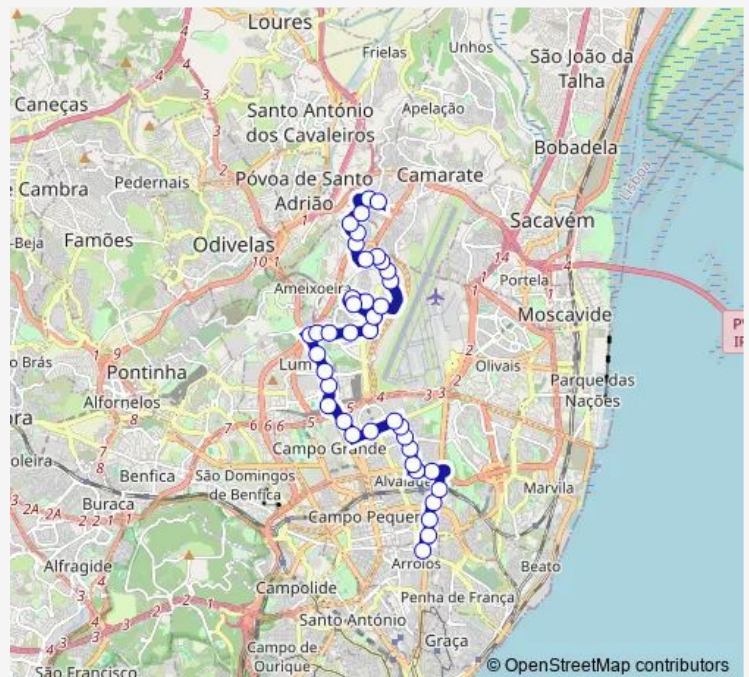 Loures
Frielas
Unhos
São João da
Talha
Caneças
Santo António
dos Cavaleiros
Apelação
Bobadela
Lisboa
Cambra
Pedernais
Póvoa de Santo
Adrião
Camarate
Sacavém
-Beja
Famões
Odivelas
Ameixoeira
Portela
Moscavide
o Brás
Pontinha
Lum
Olivais
Parque das
Nações
Alfornelos
Campo Grande
Benfica
São Domingos
de Benfica
Alvalade
Marvila
Buraca
Campo Pequen
Alfragide
Arroios
Beato
Campolide
Penha de França
Santo António
Graça
Campo de
Ourique
São Francisco
© OpenStreetMap contributors